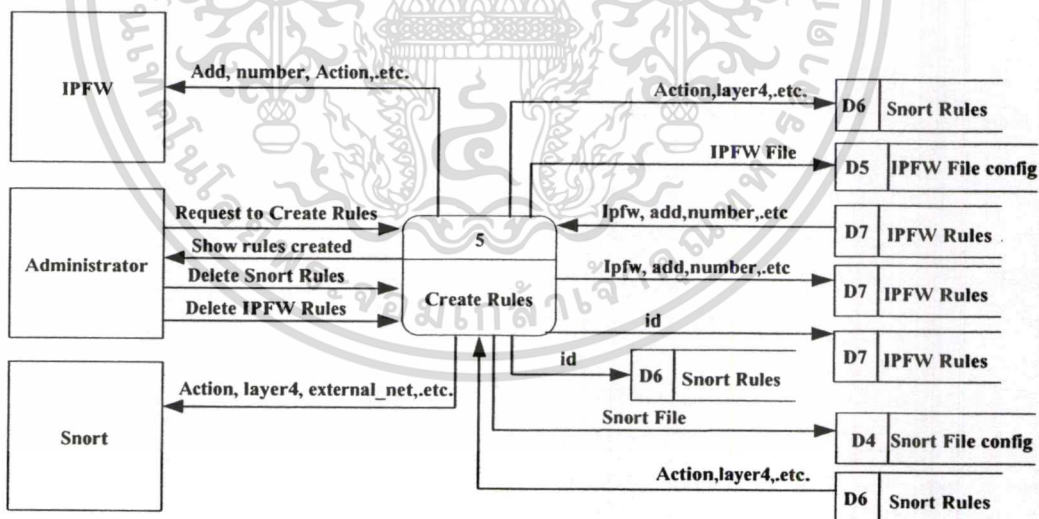 IPFW
Add, number, Action,.etc.
Action,layer4,.etc.
D6 Snort Rules
IPFW File
D5 IPFW File config
Request to Create Rules
Show rules created
Administrator
Delete Snort Rules
Delete IPFW Rules
5
Create Rules
Ipfw, add,number,.etc
D7 IPFW Rules
Ipfw, add,number,.etc
D7 IPFW Rules
id
D7 IPFW Rules
id
D6 Snort Rules
Action, layer4, external_net,.etc.
Snort
Snort File
D4 Snort File config
Action,layer4,.etc.
D6 Snort Rules